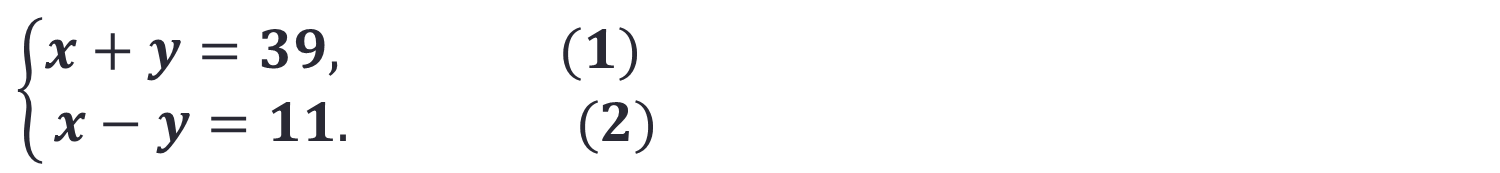 x + y = 39, (1)
x − y = 11. (2)